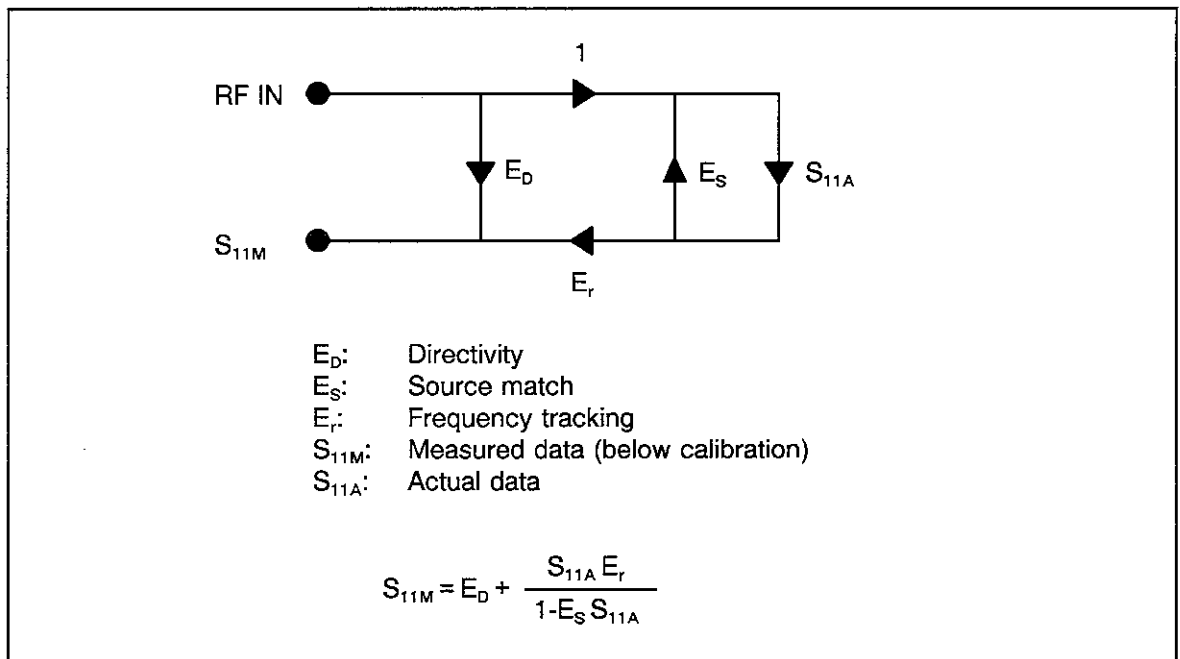 1
RF IN
E_D
E_S
S_11A
S_11M
E_r
E_D: Directivity
E_S: Source match
E_r: Frequency tracking
S_11M: Measured data (below calibration)
S_11A: Actual data
S_11M = E_D + S_11A E_r / 1-E_S S_11A